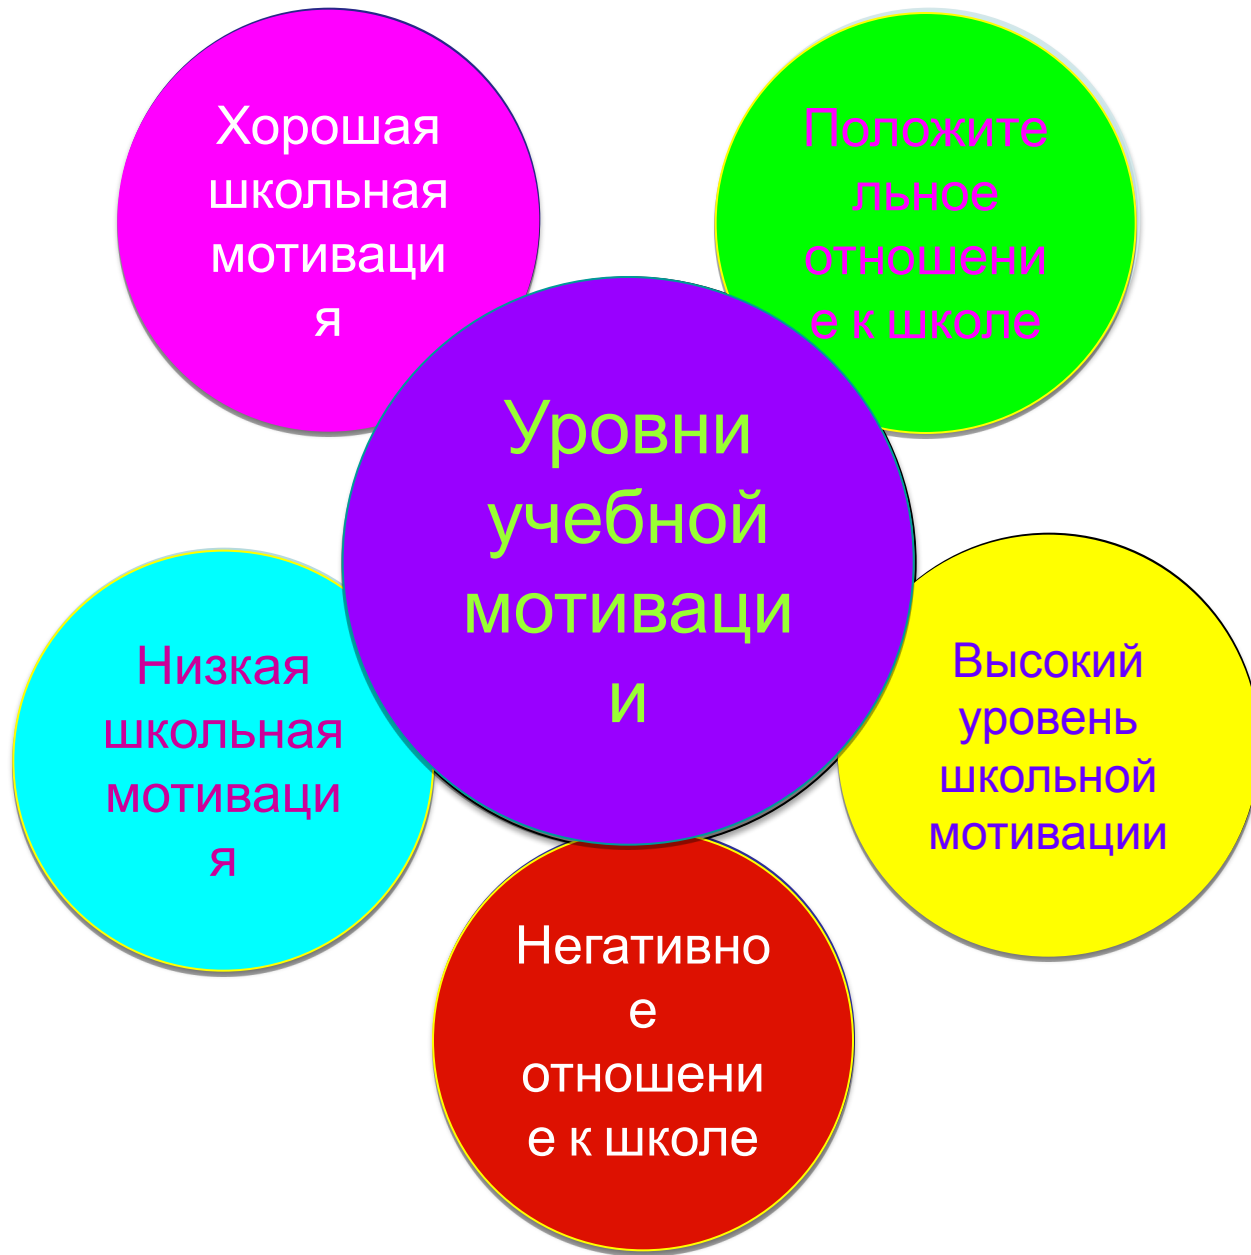 Хорошая
школьная
мотиваци
я
Положите
льное
отношени
е к школе
Уровни
учебной
мотиваци
и
Низкая
школьная
мотиваци
я
Высокий
уровень
школьной
мотивации
Негативно
е
отношени
е к школе